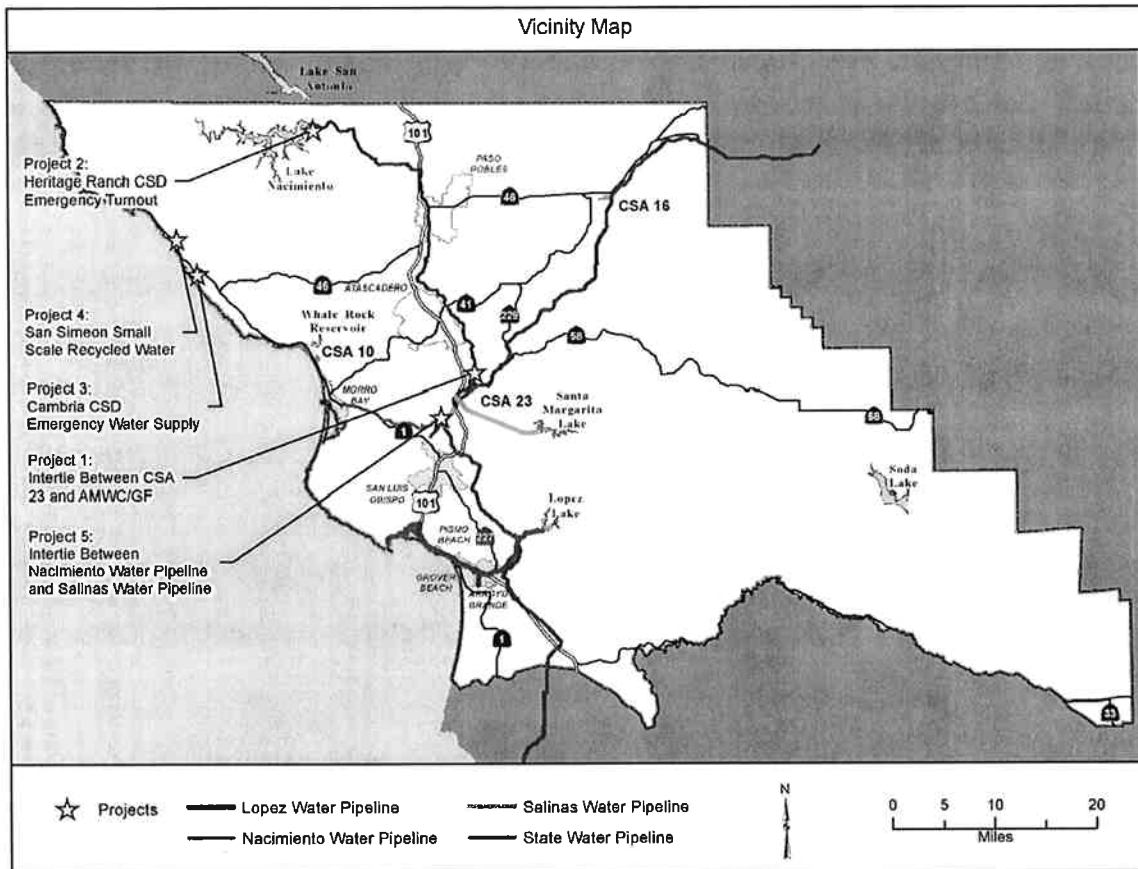 Vicinity Map
Lake San
Antonio
101
PASO
ROBLES
Lake
Nacimiento
Project 2:
Heritage Ranch CSD
Emergency Turnout
46
CSA 16
Project 4:
San Simeon Small
Scale Recycled Water
46
ATASCADERO
41
229
58
Whale Rock
Reservoir
CSA 10
Project 3:
Cambria CSD
Emergency Water Supply
MORRO
BAY
CSA 23
Santa
Margarita
Lake
58
1
Project 1:
Intertie Between CSA
23 and AMWC/GF
SAN LUIS
OBISPO
101
Soda
Lake
Lopez
Lake
Project 5:
Intertie Between
Nacimiento Water Pipeline
and Salinas Water Pipeline
PISMO
BEACH
227
GROVER
BEACH
ARROYO
GRANDE
1
33
Projects
Lopez Water Pipeline
Salinas Water Pipeline
Nacimiento Water Pipeline
State Water Pipeline
N
0 5 10 20
Miles